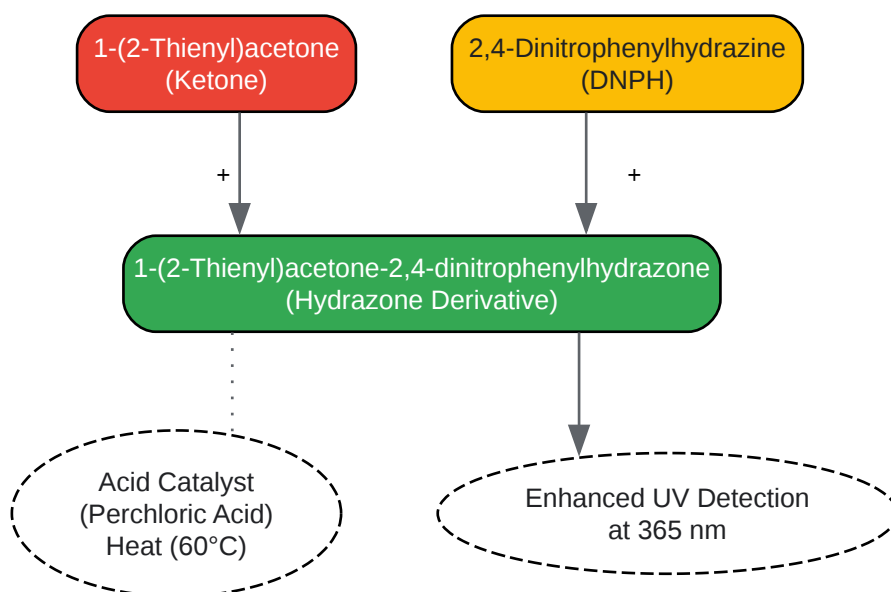 1-(2-Thienyl)acetone
(Ketone)
2,4-Dinitrophenylhydrazine
(DNPH)
+
+
1-(2-Thienyl)acetone-2,4-dinitrophenylhydrazone
(Hydrazone Derivative)
Acid Catalyst
(Perchloric Acid)
Heat (60°C)
Enhanced UV Detection
at 365 nm